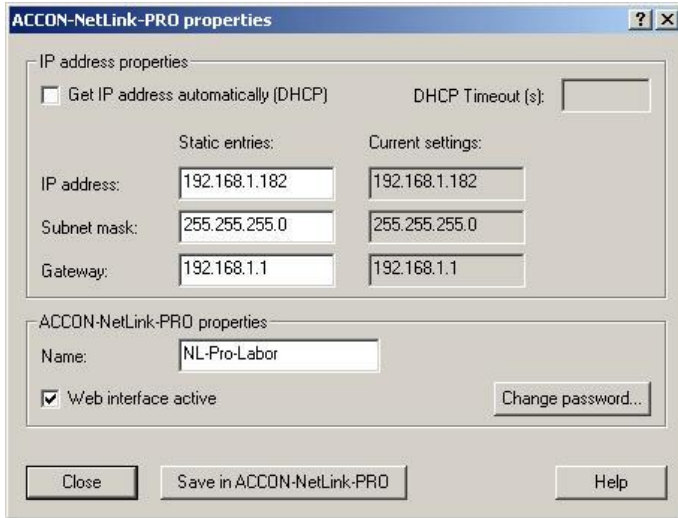 ACCON-NetLink-PRO properties
IP address properties
Get IP address automatically (DHCP) DHCP Timeout (s):
Static entries: Current settings:
IP address: 192.168.1.182 192.168.1.182
Subnet mask: 255.255.255.0 255.255.255.0
Gateway: 192.168.1.1 192.168.1.1
ACCON-NetLink-PRO properties
Name: NL-Pro-Labor
Web interface active Change password...
Close Save in ACCON-NetLink-PRO Help